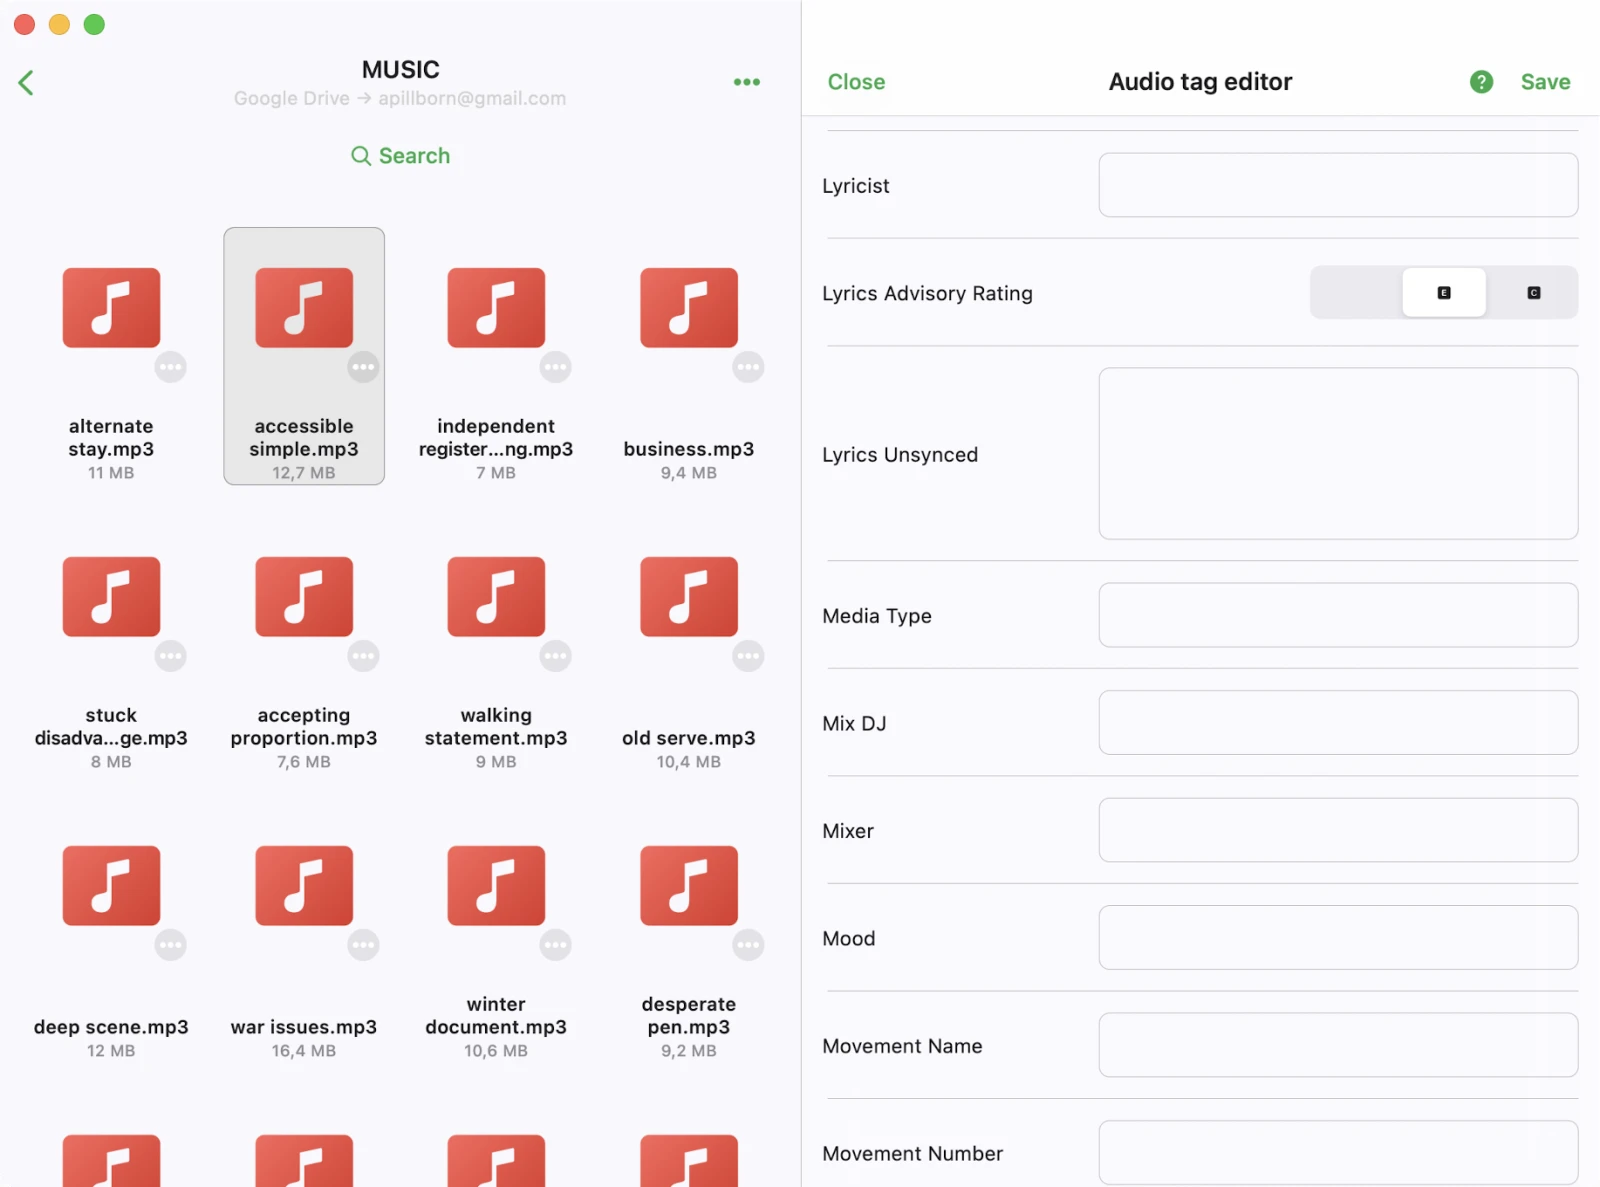 MUSIC
Google Drive → apillborn@gmail.com
Search
alternate
stay.mp3
11 MB
accessible
simple.mp3
12,7 MB
independent
register...ng.mp3
7 MB
business.mp3
9,4 MB
stuck
disadva...ge.mp3
8 MB
accepting
proportion.mp3
7,6 MB
walking
statement.mp3
9 MB
old serve.mp3
10,4 MB
deep scene.mp3
12 MB
war issues.mp3
16,4 MB
winter
document.mp3
10,6 MB
desperate
pen.mp3
9,2 MB
Close
Audio tag editor
?
Save
Lyricist
Lyrics Advisory Rating
E
C
Lyrics Unsynced
Media Type
Mix DJ
Mixer
Mood
Movement Name
Movement Number